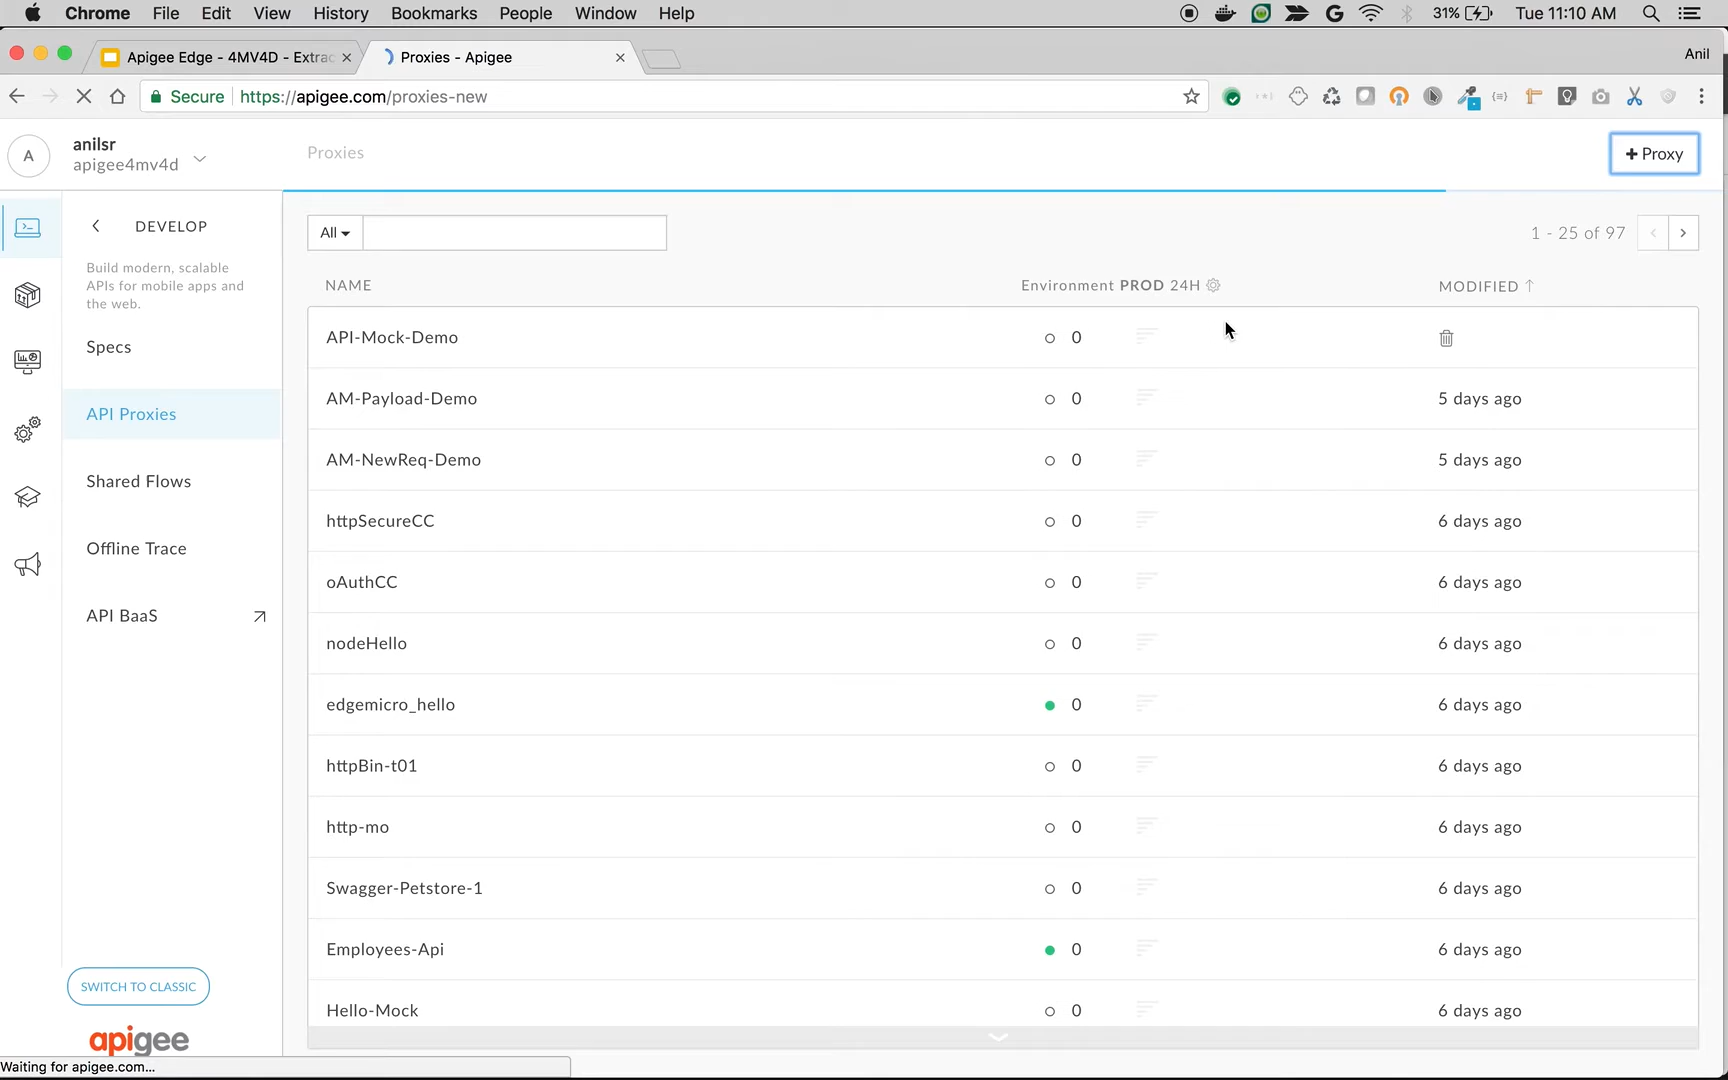 Chrome File Edit View History Bookmarks People Window Help 31% Tue 11:10 AM
Apigee Edge - 4MV4D - Extrac Proxies - Apigee Anil
Secure https://apigee.com/proxies-new
A anilsr
apigee4mv4d
Proxies
+ Proxy
DEVELOP
Build modern, scalable
APIs for mobile apps and
the web.
Specs
API Proxies
Shared Flows
Offline Trace
API BaaS
SWITCH TO CLASSIC
apigee
All 1 - 25 of 97
NAME Environment PROD 24H MODIFIED
API-Mock-Demo 0
AM-Payload-Demo 0 5 days ago
AM-NewReq-Demo 0 5 days ago
httpSecureCC 0 6 days ago
oAuthCC 0 6 days ago
nodeHello 0 6 days ago
edgemicro_hello 0 6 days ago
httpBin-t01 0 6 days ago
http-mo 0 6 days ago
Swagger-Petstore-1 0 6 days ago
Employees-Api 0 6 days ago
Hello-Mock 0 6 days ago
Waiting for apigee.com...